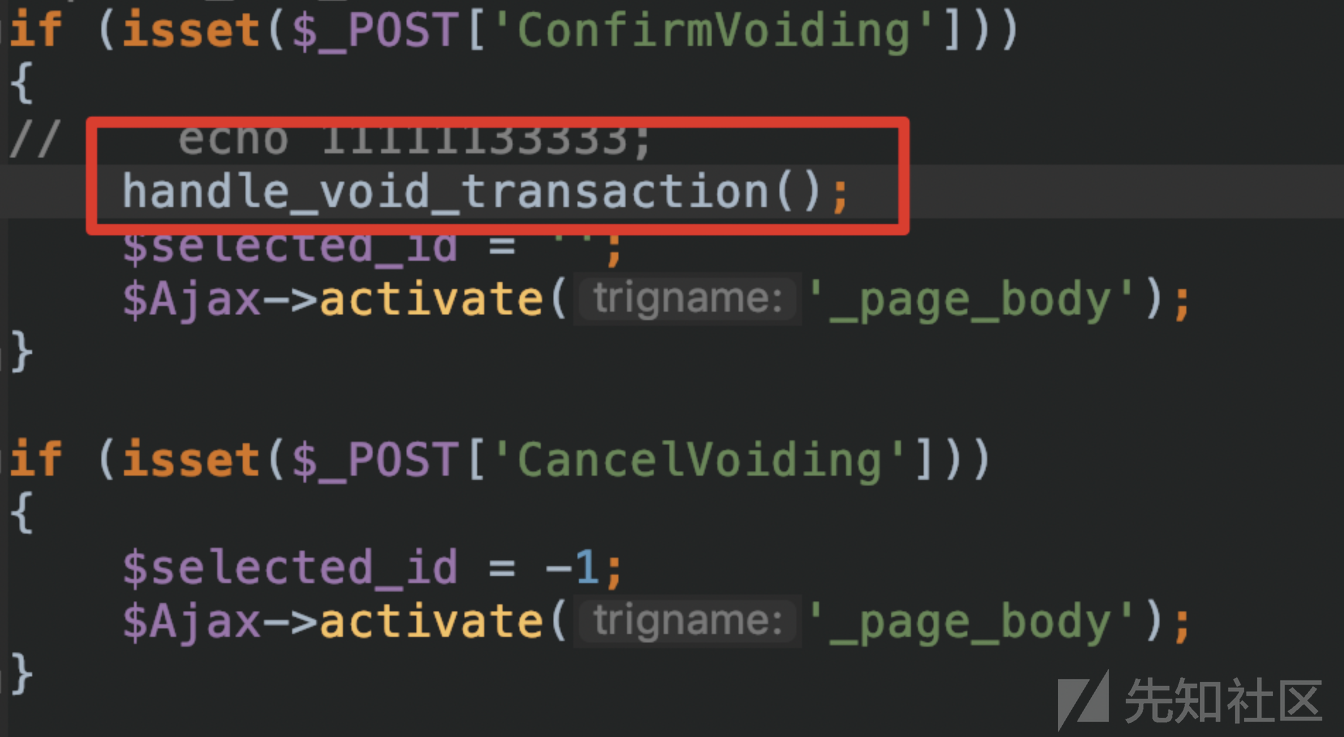 if (isset($_POST['ConfirmVoiding']))
{
//    echo 11111133333;
    handle_void_transaction();
    $selected_id = '';
    $Ajax->activate( trigname: '_page_body');
}
if (isset($_POST['CancelVoiding']))
{
    $selected_id = -1;
    $Ajax->activate( trigname: '_page_body');
}
先知社区